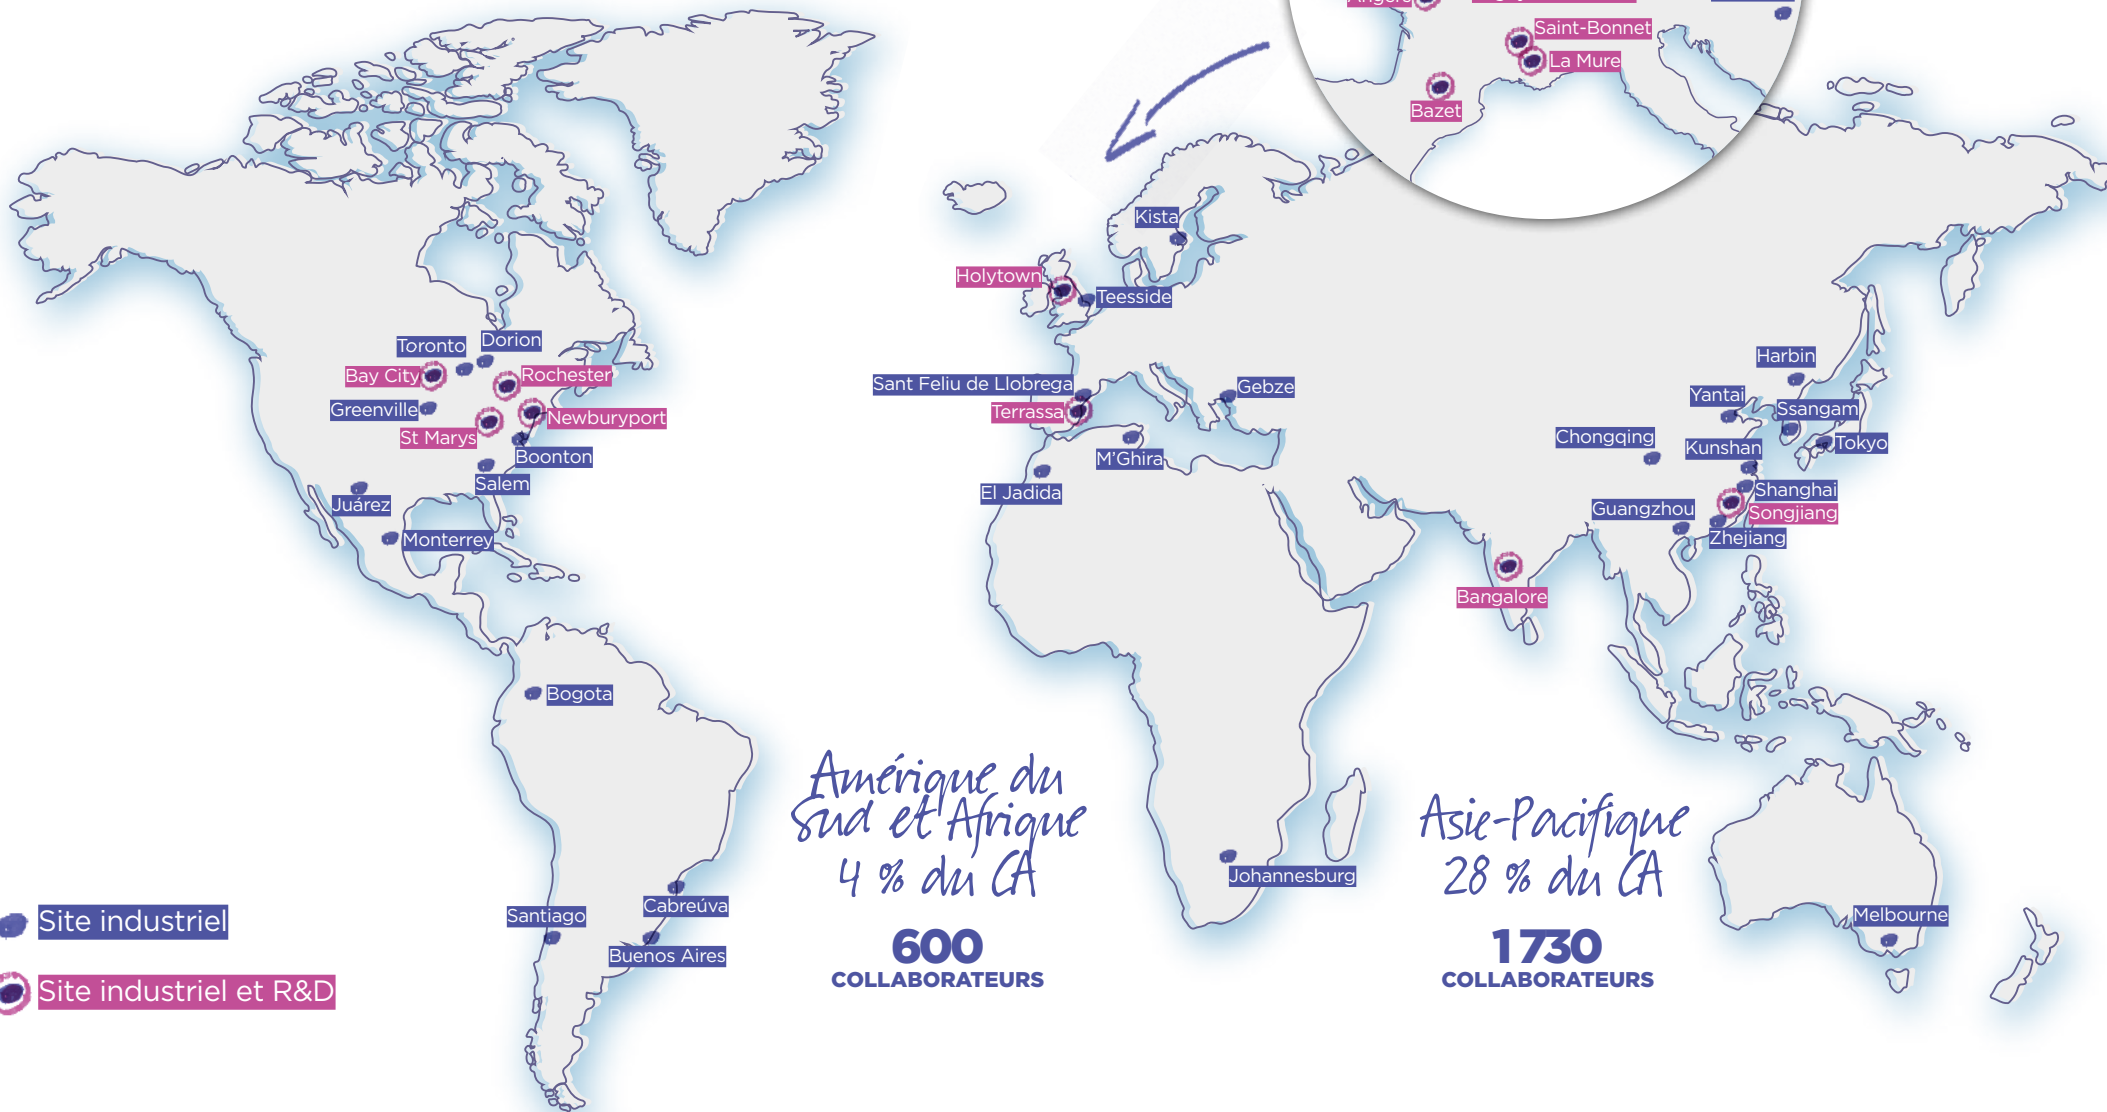 Saint-Bonnet
La Mure
Bazet
Kista
Holytown
Teesside
Toronto
Dorion
Bay City
Rochester
Greenville
Newburyport
St Marys
Boonton
Salem
Juárez
Monterrey
Sant Feliu de Llobrega
Terrassa
Gebze
M'Ghira
El Jadida
Harbin
Yantai
Ssangam
Chongqing
Kunshan
Tokyo
Shanghai
Guangzhou
Songjiang
Zhejiang
Bangalore
Bogota
Amérique du
Sud et Afrique
4 % du CA
600
COLLABORATEURS
Asie-Pacifique
28 % du CA
1 730
COLLABORATEURS
Johannesburg
Melbourne
Santiago
Cabreúva
Buenos Aires
Site industriel
Site industriel et R&D